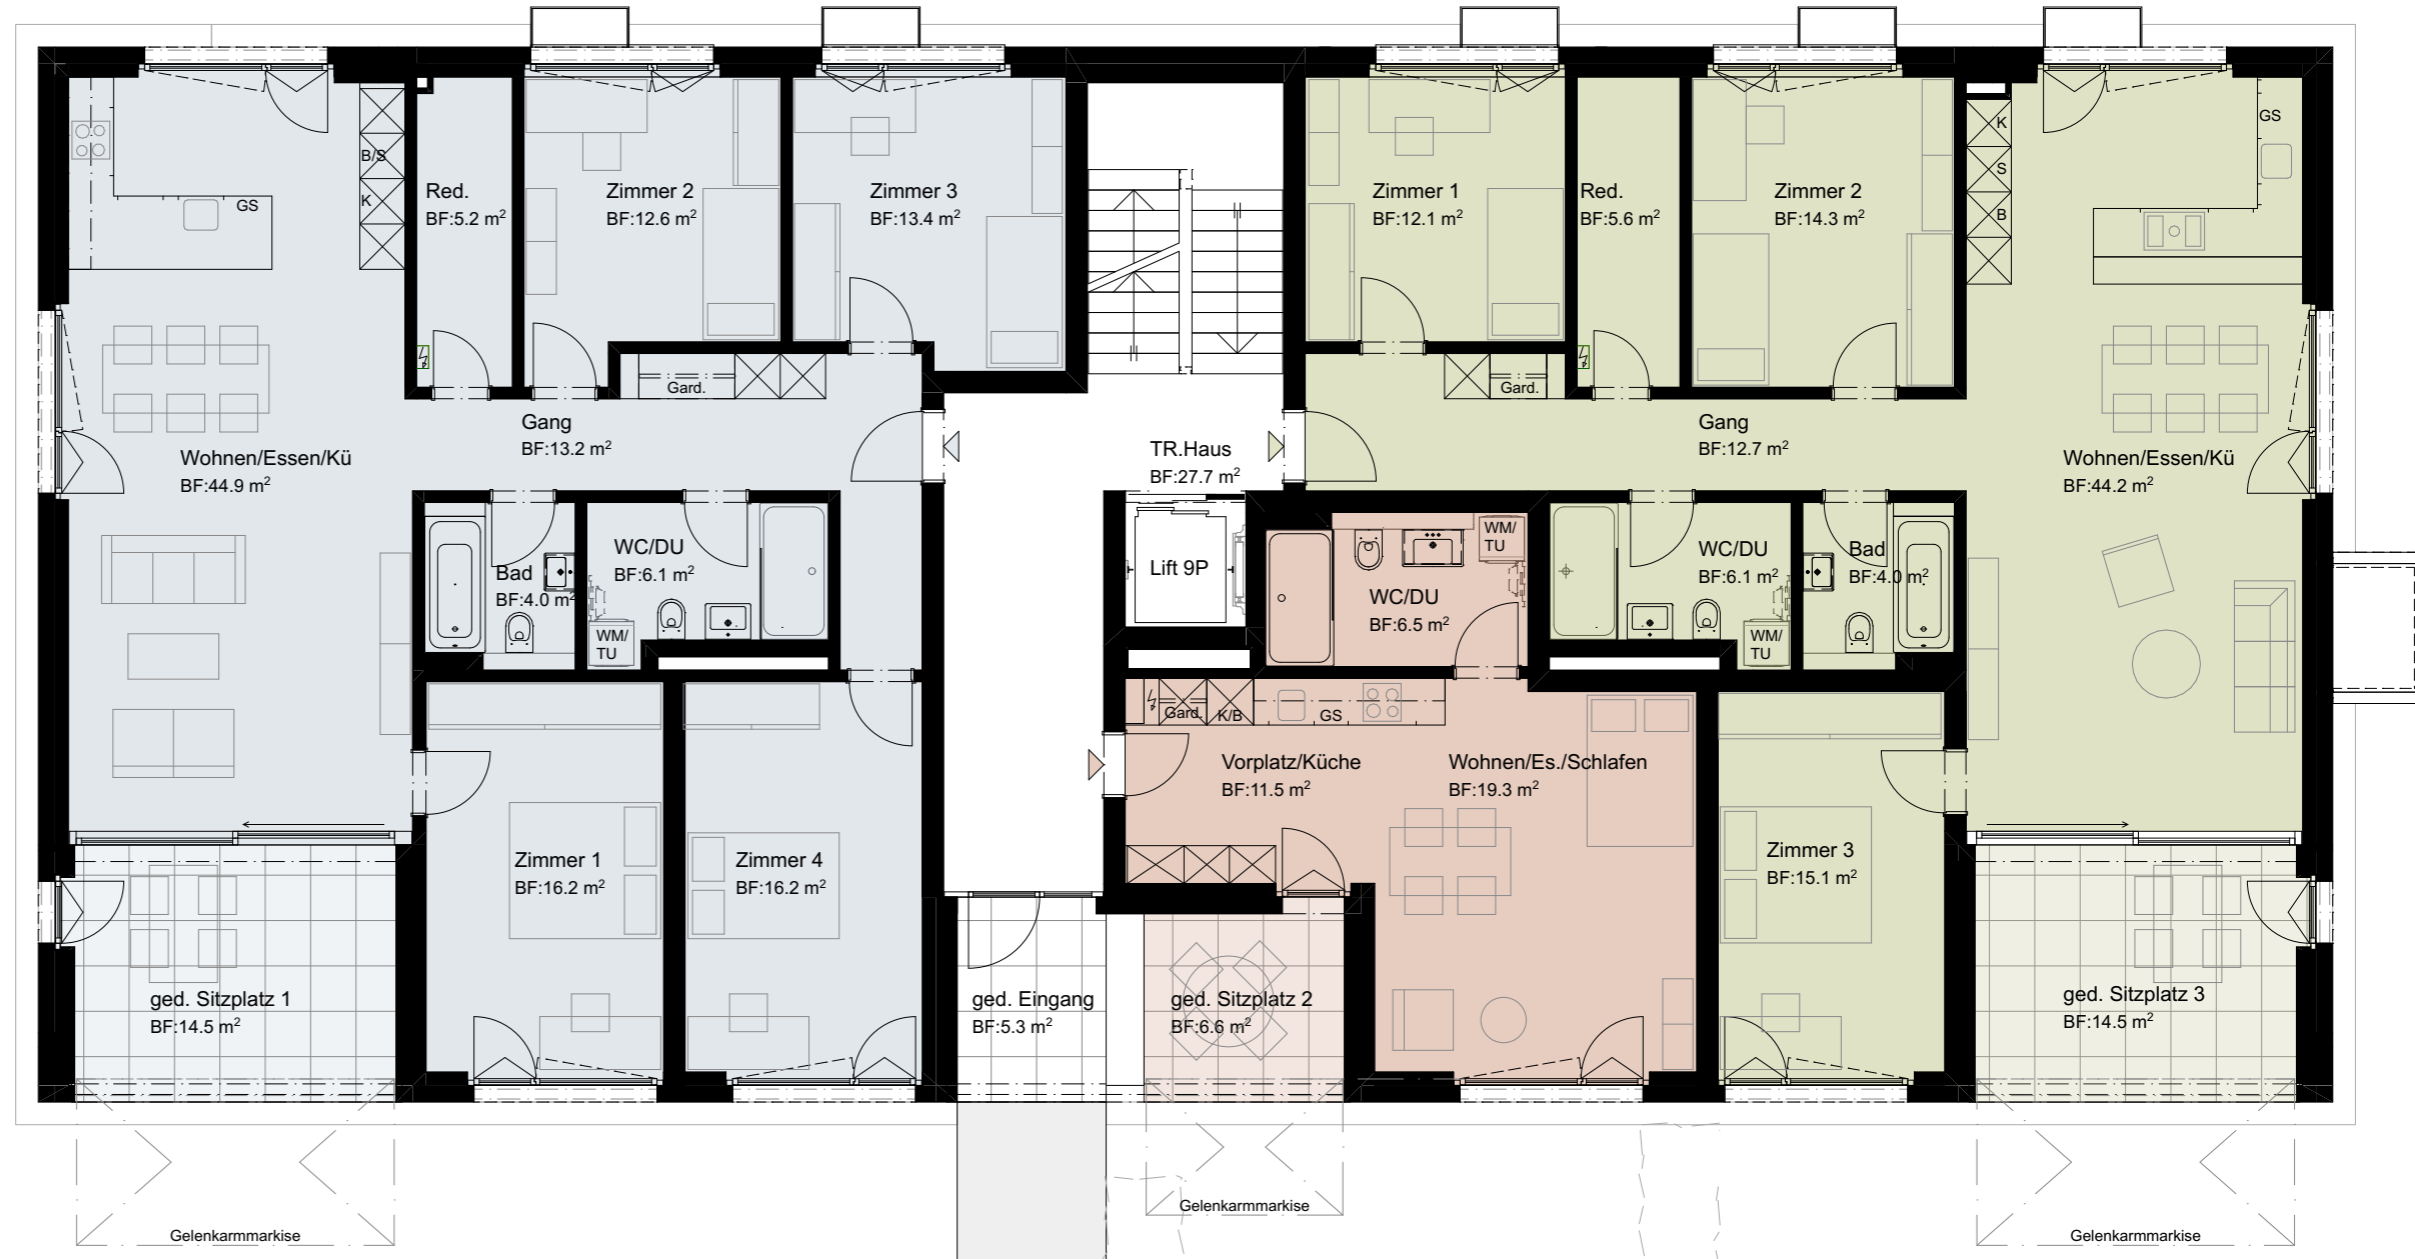 B/S
K
GS
Red.
BF:5.2 m²
Zimmer 2
BF:12.6 m²
Zimmer 3
BF:13.4 m²
Zimmer 1
BF:12.1 m²
Red.
BF:5.6 m²
Zimmer 2
BF:14.3 m²
K
S
B
GS
Gard.
Gard.
Gang
BF:13.2 m²
Wohnen/Essen/Kü
BF:44.9 m²
TR.Haus
BF:27.7 m²
Gang
BF:12.7 m²
Wohnen/Essen/Kü
BF:44.2 m²
Bad
BF:4.0 m²
WC/DU
BF:6.1 m²
WM/
TU
Lift 9P
WC/DU
BF:6.5 m²
WM/
TU
WC/DU
BF:6.1 m²
WM/
TU
Bad
BF:4.0 m²
Gard.
K/B
GS
Vorplatz/Küche
BF:11.5 m²
Wohnen/Es./Schlafen
BF:19.3 m²
Zimmer 1
BF:16.2 m²
Zimmer 4
BF:16.2 m²
Zimmer 3
BF:15.1 m²
ged. Sitzplatz 1
BF:14.5 m²
ged. Eingang
BF:5.3 m²
ged. Sitzplatz 2
BF:6.6 m²
ged. Sitzplatz 3
BF:14.5 m²
Gelenkarmmarkise
Gelenkarmmarkise
Gelenkarmmarkise